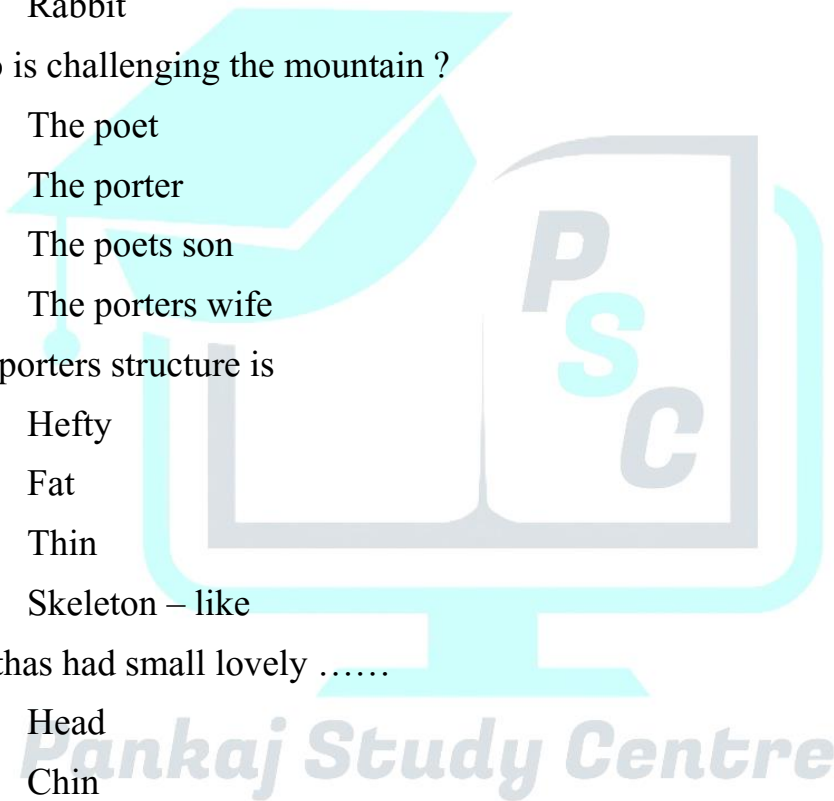 Rabbit
is challenging the mountain ?
The poet
The porter
The poets son
The porters wife
porters structure is
Hefty
Fat
Thin
Skeleton – like
had small lovely ……
Head
Chin
P
S
C
Pankaj Study Centre